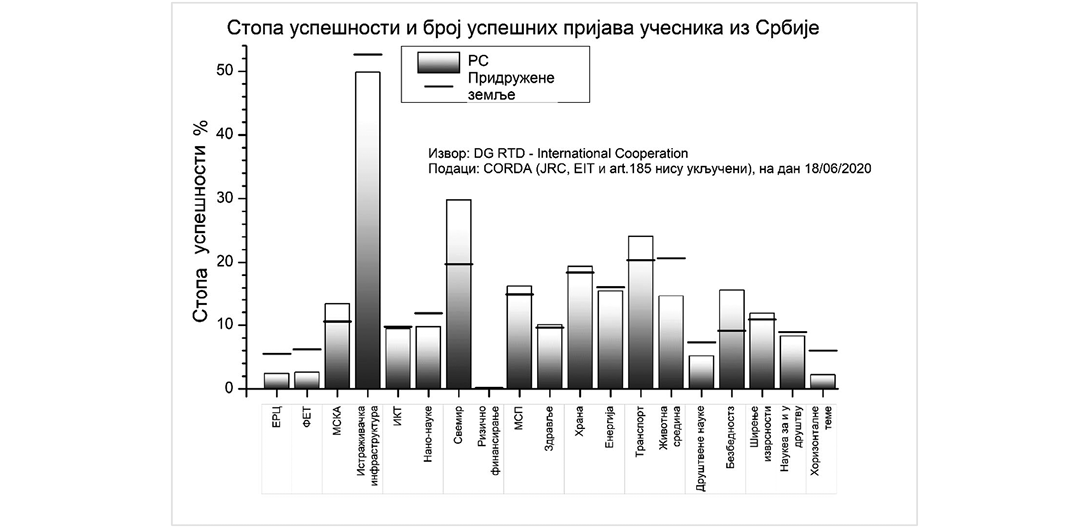 Стопа успешности и број успешних пријава учесника из Србије
РС
Придружене
земље
Извор: DG RTD - International Cooperation
Подаци: CORDA (JRC, EIT и art.185 нису укључени), на дан 18/06/2020
Стопа успешности %
50
40
30
20
10
0
ЕРЦ
ФЕТ
МСКА
Истраживачка
инфраструктура
ИКТ
Нано-науке
Свемир
Ризично
финансирање
МСП
Здравље
Храна
Енергија
Транспорт
Животна
средина
Друштвене науке
Безбедностз
Ширење
изврсности
Наукеа за и у
друштву
Хоризонталне
теме